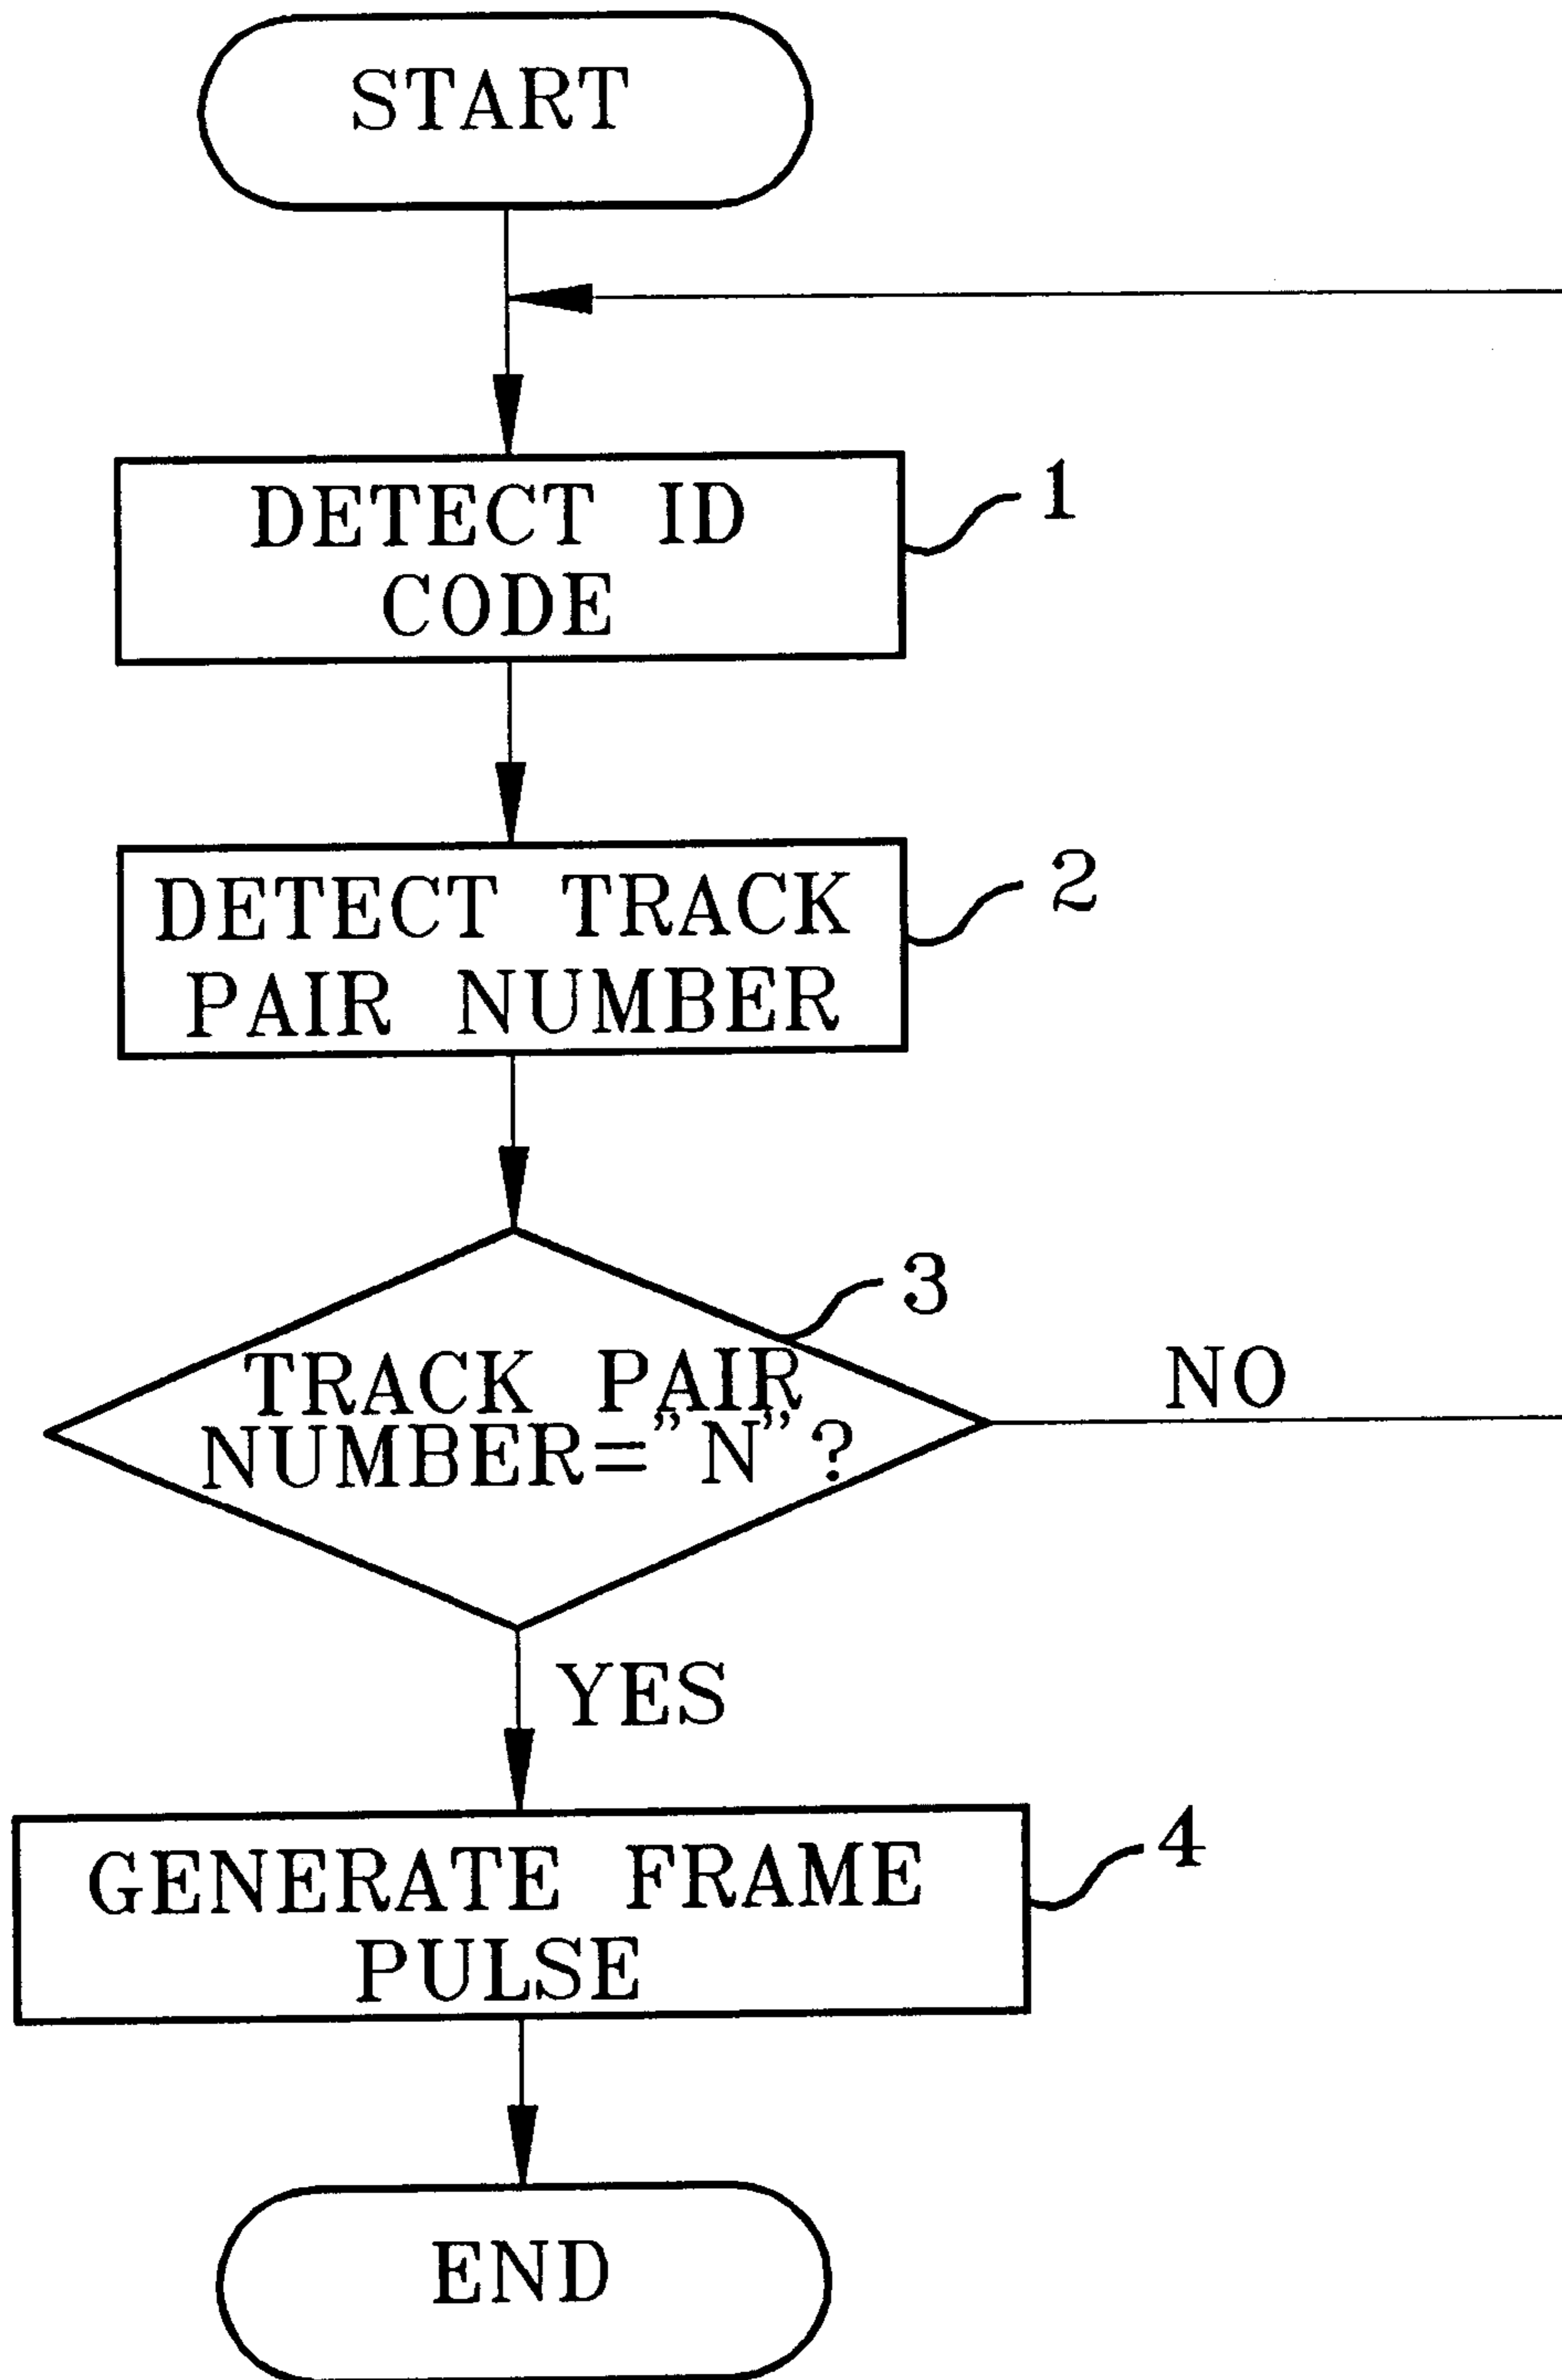 START
DETECT ID
CODE
1
DETECT TRACK
PAIR NUMBER
2
TRACK PAIR
NUMBER=”N”?
3
NO
YES
GENERATE FRAME
PULSE
4
END